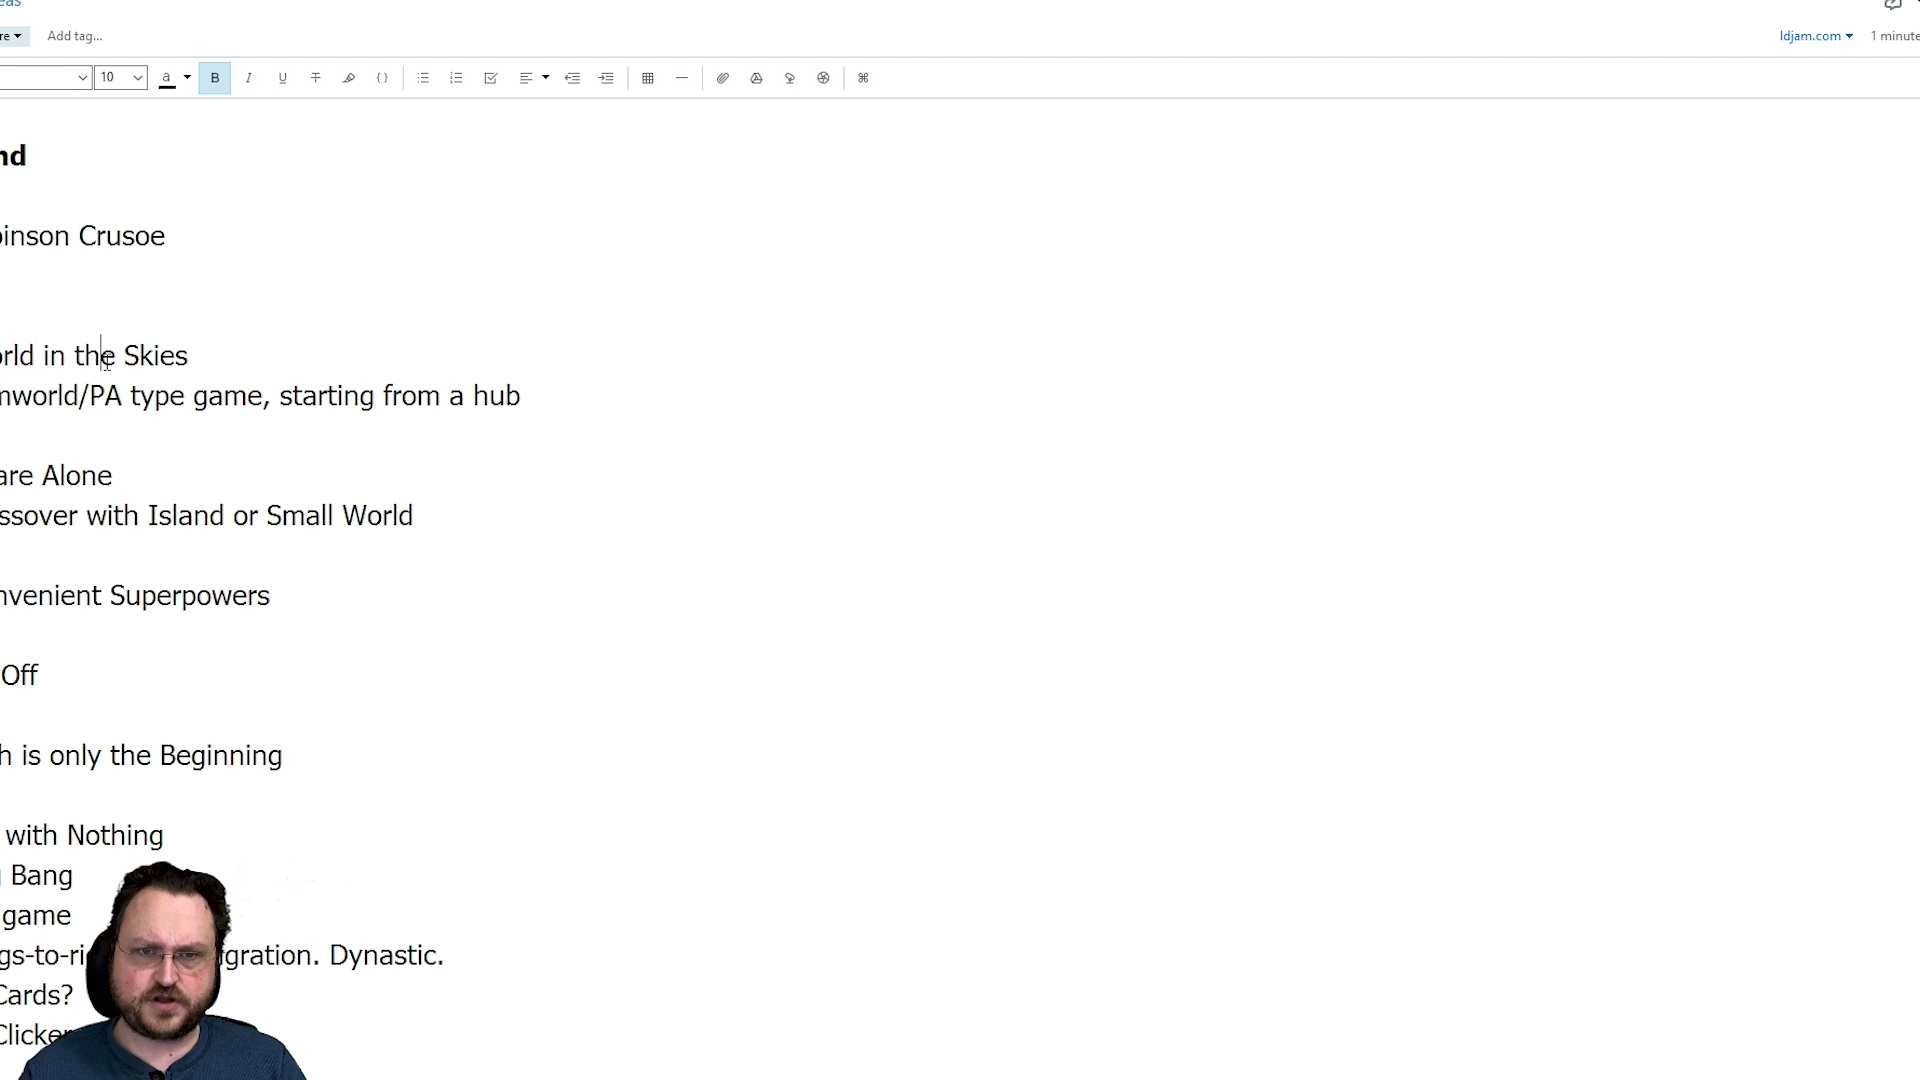 eas
re Add tag... ldjam.com 1 minute
10 a B I U T { }
nd
binson Crusoe
orld in the Skies
mworld/PA type game, starting from a hub
are Alone
ssover with Island or Small World
nvenient Superpowers
Off
h is only the Beginning
with Nothing
Bang
game
gs-to-ri gration. Dynastic.
Cards?
Clicker